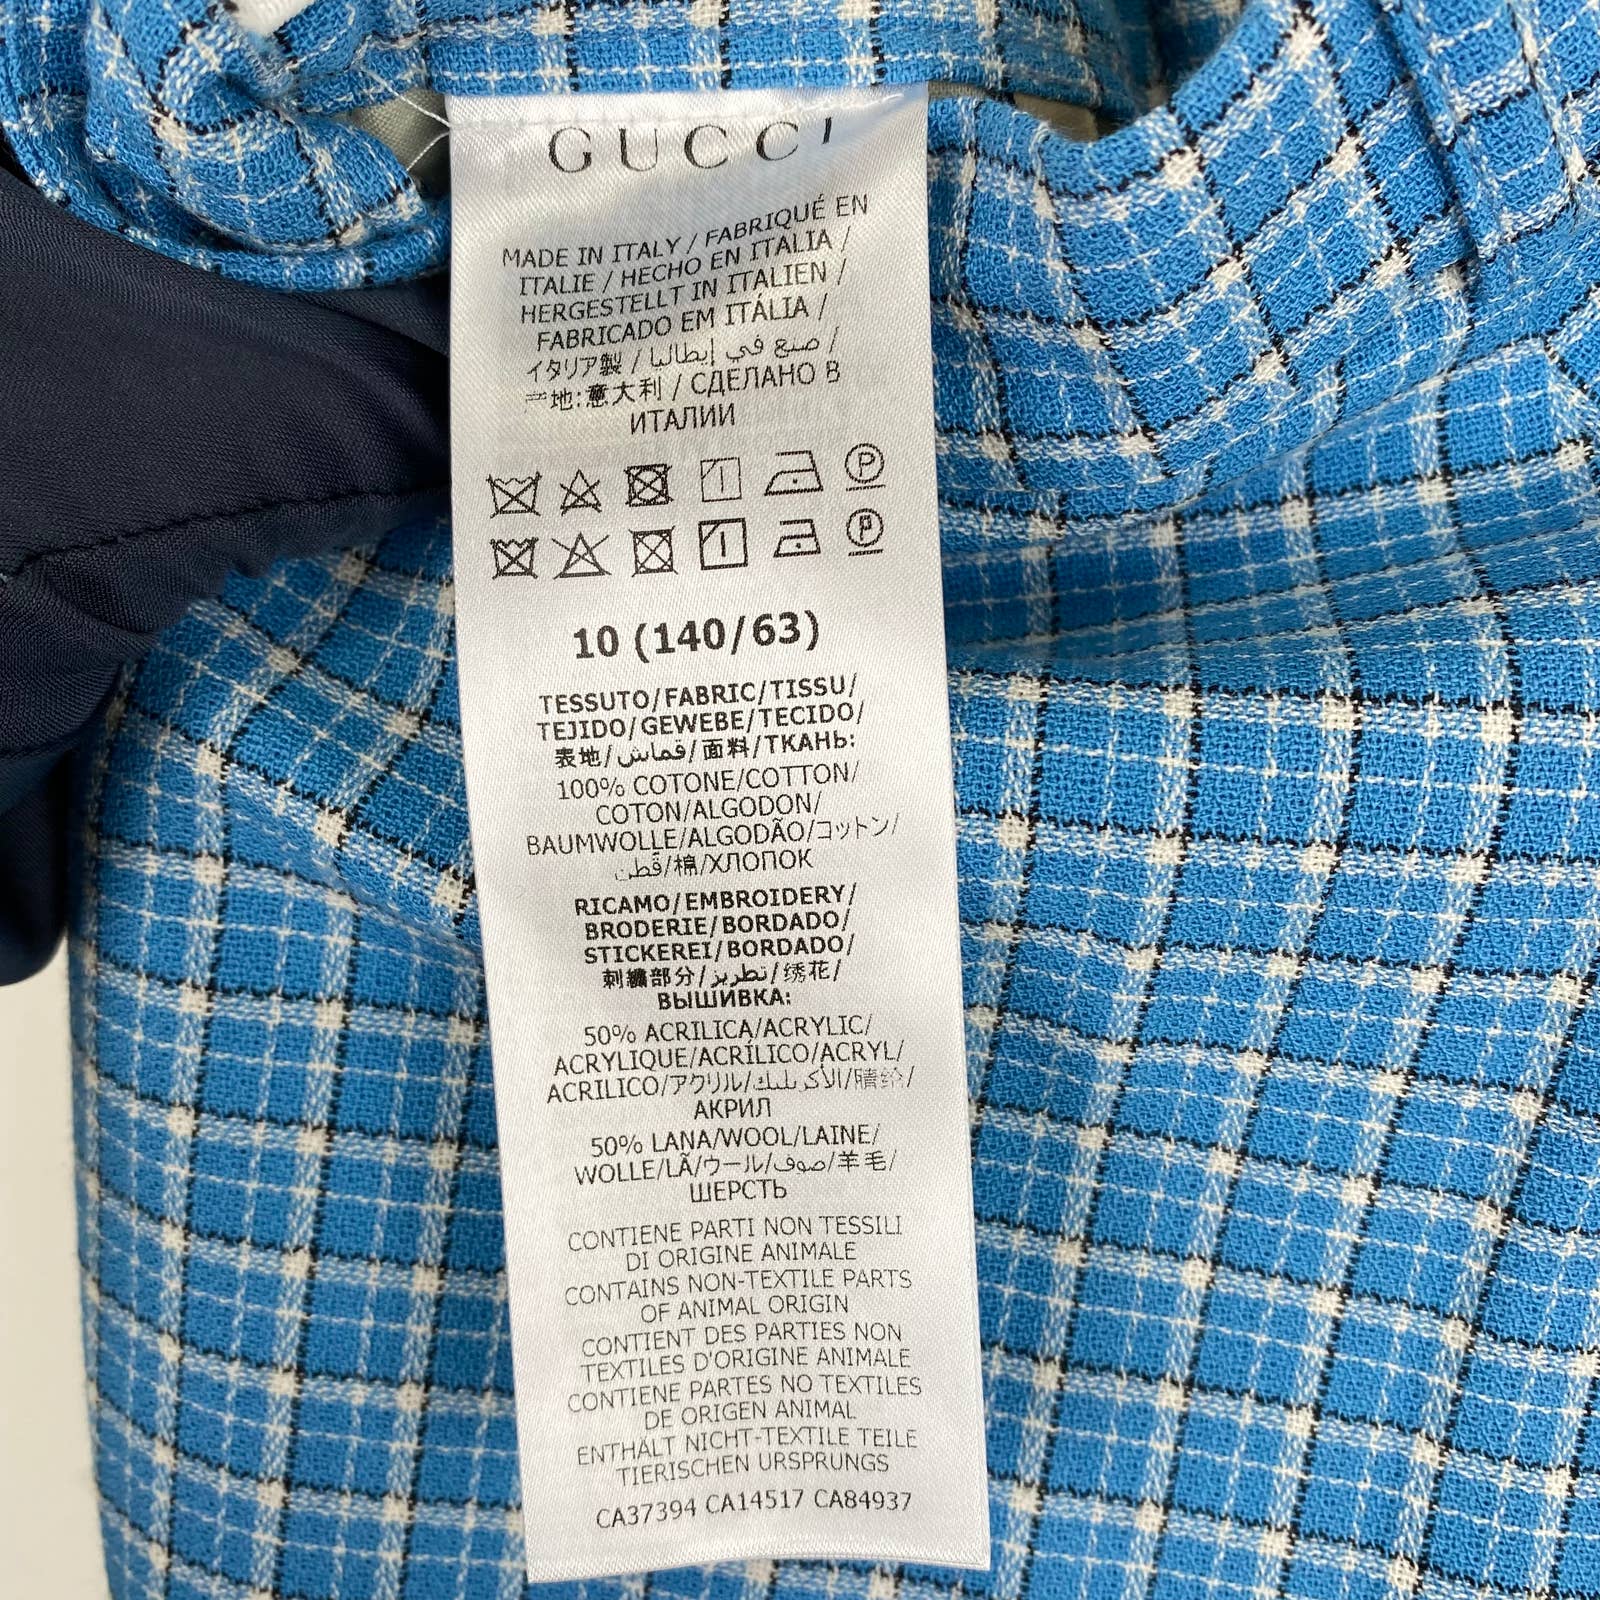 GUCCI
MADE IN ITALY / FABRIQUÉ EN
ITALIE / HECHO EN ITALIA /
HERGESTELLT IN ITALIEN /
FABRICADO EM ITÁLIA /
イタリア製 / صنع في إيطاليا /
产地:意大利 / СДЕЛАНО В
ИТАЛИИ
P
P
10 (140/63)
TESSUTO/FABRIC/TISSU/
TEJIDO/GEWEBE/TECIDO/
表地/قماش/面料/ТКАНЬ:
100% COTONE/COTTON/
COTON/ALGODON/
BAUMWOLLE/ALGODÃO/コットン/
قطن/棉/ХЛОПОК
RICAMO/EMBROIDERY/
BRODERIE/BORDADO/
STICKEREI/BORDADO/
刺繍部分/تطريز/绣花/
ВЫШИВКА:
50% ACRILICA/ACRYLIC/
ACRYLIQUE/ACRÍLICO/ACRYL/
ACRILICO/アクリル/الأكريليك/腈纶/
АКРИЛ
50% LANA/WOOL/LAINE/
WOLLE/LÃ/ウール/صوف/羊毛/
ШЕРСТЬ
CONTIENE PARTI NON TESSILI
DI ORIGINE ANIMALE
CONTAINS NON-TEXTILE PARTS
OF ANIMAL ORIGIN
CONTIENT DES PARTIES NON
TEXTILES D'ORIGINE ANIMALE
CONTIENE PARTES NO TEXTILES
DE ORIGEN ANIMAL
ENTHÄLT NICHT-TEXTILE TEILE
TIERISCHEN URSPRUNGS
CA37394 CA14517 CA84937